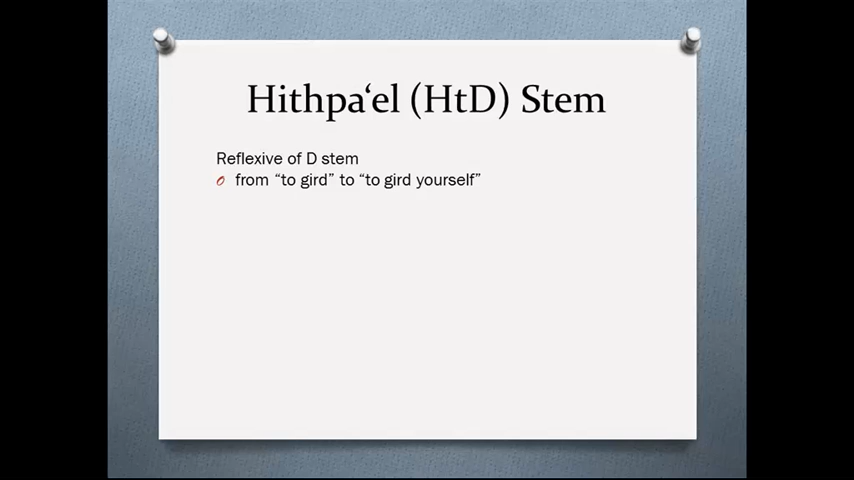 Hithpa‘el (HtD) Stem
Reflexive of D stem
from “to gird” to “to gird yourself”